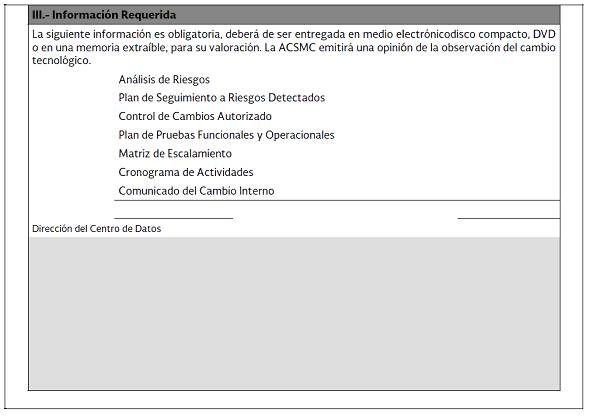 III.- Información Requerida
La siguiente información es obligatoria, deberá de ser entregada en medio electrónicodisco compacto, DVD
o en una memoria extraíble, para su valoración. La ACSMC emitirá una opinión de la observación del cambio
tecnológico.
Análisis de Riesgos
Plan de Seguimiento a Riesgos Detectados
Control de Cambios Autorizado
Plan de Pruebas Funcionales y Operacionales
Matriz de Escalamiento
Cronograma de Actividades
Comunicado del Cambio Interno
Dirección del Centro de Datos